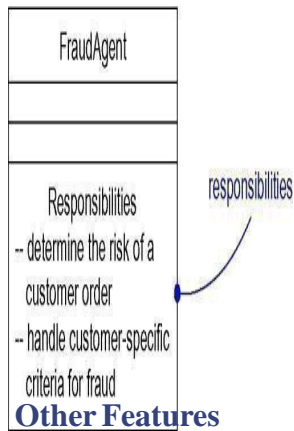 FraudAgent
Responsibilities
-- determine the risk of a
customer order
-- handle customer-specific
criteria for fraud
responsibilities
Other Features